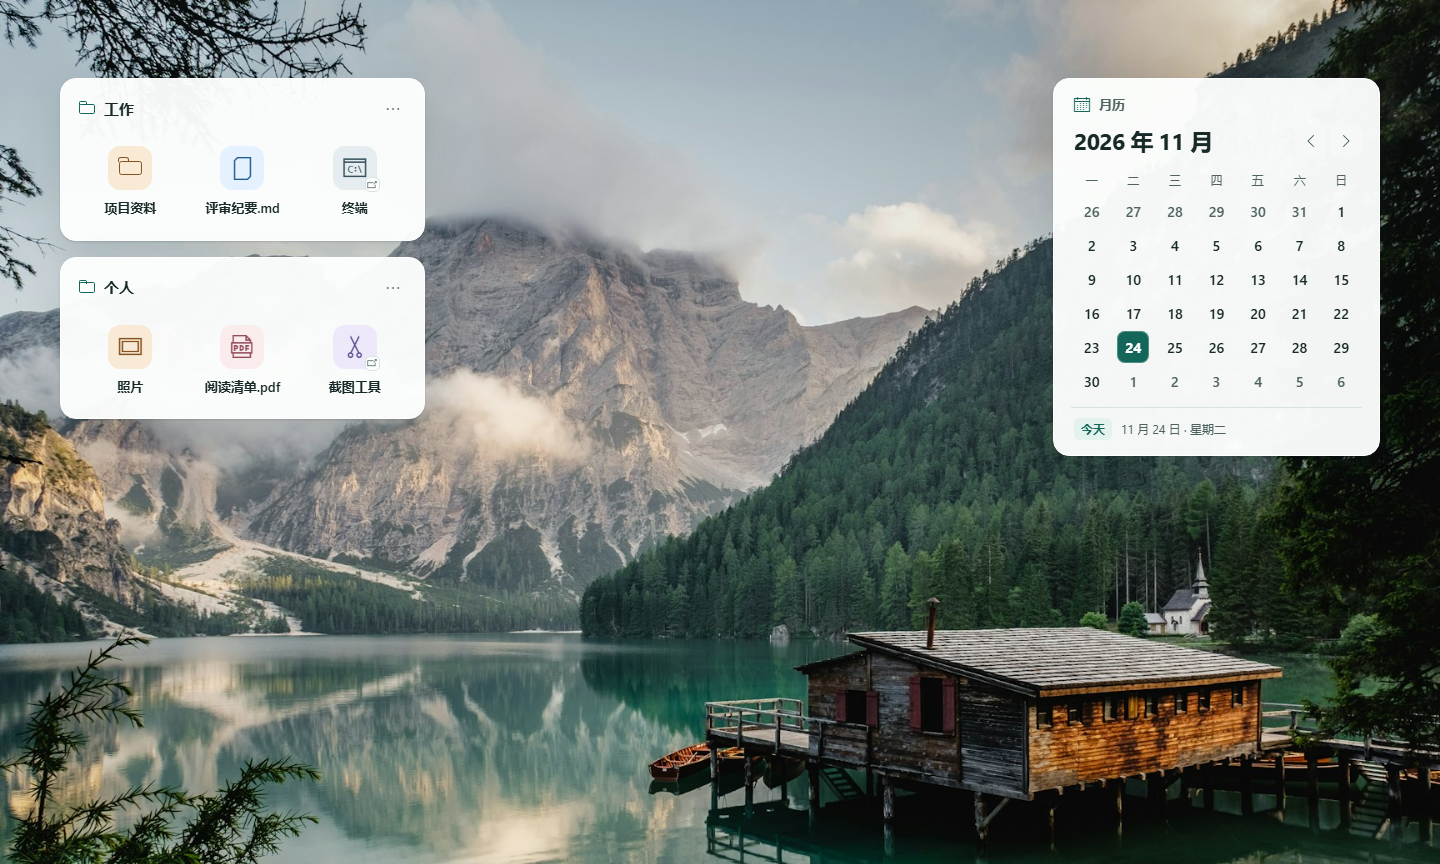 工作
项目资料 评审纪要.md 终端
C:\
个人
照片 阅读清单.pdf 截图工具
PDF
月历
2026 年 11 月
一 二 三 四 五 六 日
26 27 28 29 30 31 1
2 3 4 5 6 7 8
9 10 11 12 13 14 15
16 17 18 19 20 21 22
23 24 25 26 27 28 29
30 1 2 3 4 5 6
今天 11 月 24 日 · 星期二